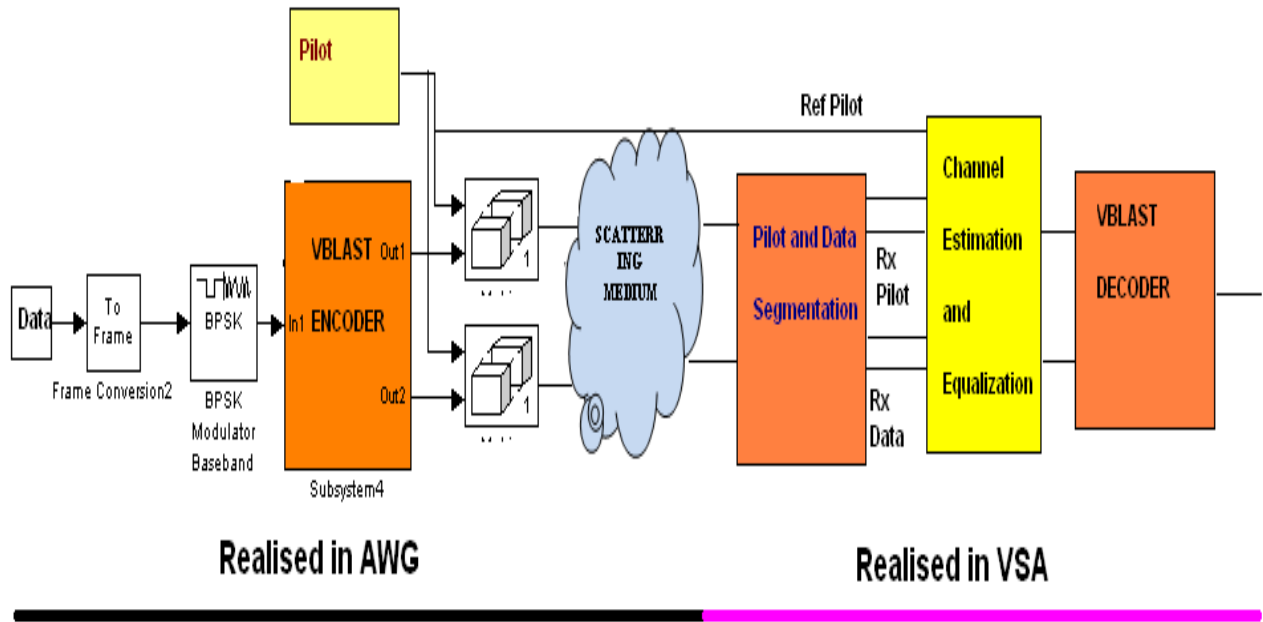 Pilot
Ref Pilot
Data
To
Frame
Frame Conversion2
BPSK
BPSK
Modulator
Baseband
In1
VBLAST
ENCODER
Out1
Out2
Subsystem4
1
1
SCATTERR
ING
MEDIUM
Pilot and Data
Segmentation
Rx
Pilot
Rx
Data
Channel
Estimation
and
Equalization
VBLAST
DECODER
Realised in AWG
Realised in VSA